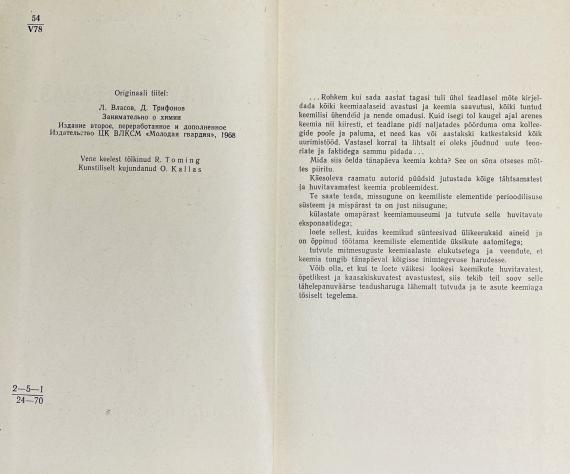 54
V78
Originaali tiitel:
Л. Власов, Д. Трифонов
Занимательно о химии
Издание второе, переработанное и дополненное
Издательство ЦК ВЛКСМ «Молодая гвардия», 1968
Vene keelest tõlkinud R. Toming
Kunstiliselt kujundanud O. Kallas
2—5—1
24—70
...Rohkem kui sada aastat tagasi tuli ühel teadlasel mõte kirjel-
dada kõiki keemiaalaseid avastusi ja keemia saavutusi, kõiki tuntud
keemilisi ühendeid ja nende omadusi. Kuid isegi tol kaugel ajal arenes
keemia nii kiiresti, et teadlane pidi naljatades pöörduma oma kollee-
gide poole ja paluma, et need kas või aastakski katkestaksid kõik
uurimistööd. Vastasel korral ta lihtsalt ei oleks jõudnud uute teoo-
riate ja faktidega sammu pidada...
Mida siis öelda tänapäeva keemia kohta? See on sõna otseses mõt-
tes piiritu.
Käesoleva raamatu autorid püüdsid jutustada kõige tähtsamatest
ja huvitavamatest keemia probleemidest.
Te saate teada, missugune on keemiliste elementide perioodilisuse
süsteem ja mispärast ta on just niisugune;
külastate omapärast keemiamuuseumi ja tutvute selle huvitavate
eksponaatidega;
loete sellest, kuidas keemikud sünteesivad ülikeerukaid aineid ja
on õppinud töötama keemiliste elementide üksikute aatomitega;
tutvute mitmesuguste keemiaalaste elukutsetega ja veendute, et
keemia tungib tänapäeval kõigisse inimtegevuse harudesse.
Võib olla, et kui te loete väikesi lookesi keemikute huvitavatest,
õpetlikest ja kaasakiskuvatest avastustest, siis tekib teil soov selle
tähelepanuväärse teadusharuga lähemalt tutvuda ja te asute keemiaga
tõsiselt tegelema.